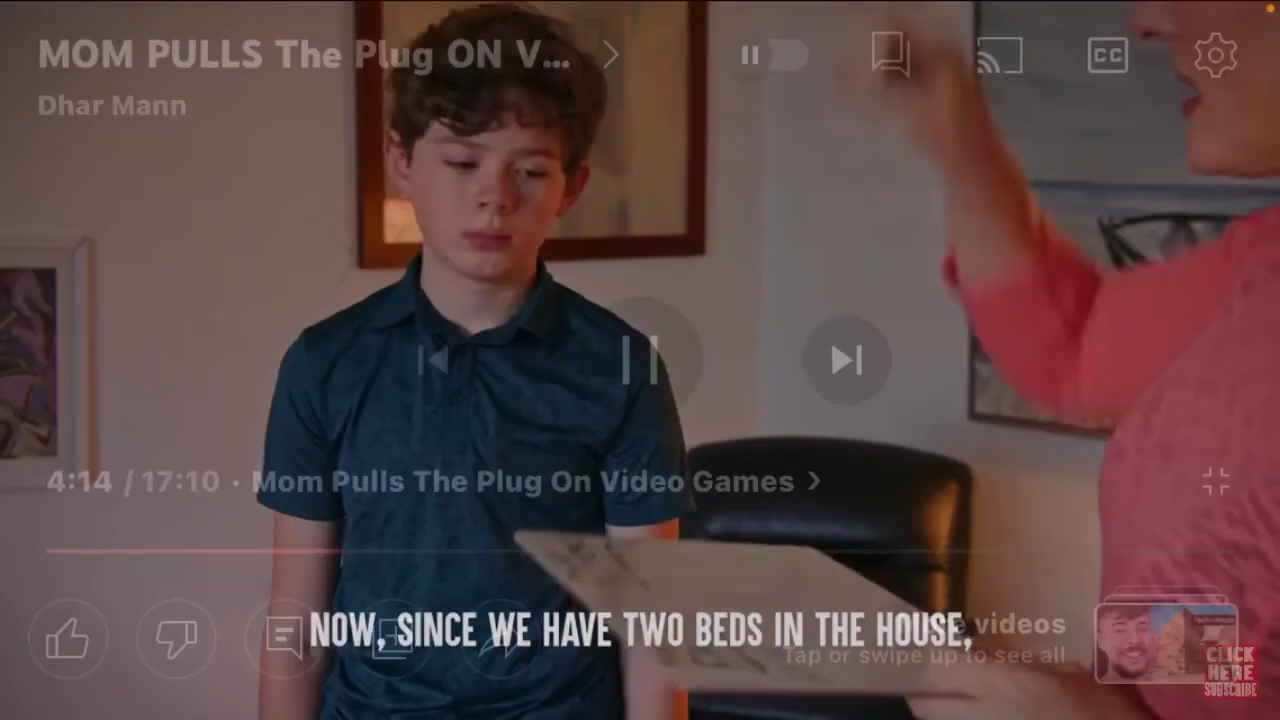 MOM PULLS The Plug ON V...
Dhar Mann
CC
4:14 / 17:10 · Mom Pulls The Plug On Video Games
NOW, SINCE WE HAVE TWO BEDS IN THE HOUSE,
videos
Tap or swipe up to see all
CLICK
HERE
SUBSCRIBE